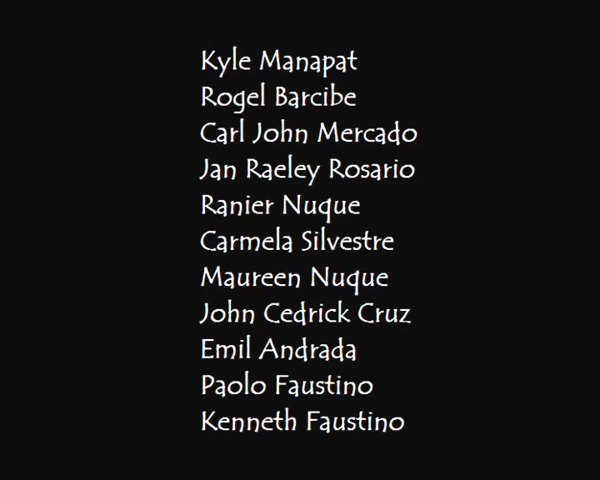 Kyle Manapat
Rogel Barcibe
Carl John Mercado
Jan Raeley Rosario
Ranier Nuque
Carmela Silvestre
Maureen Nuque
John Cedrick Cruz
Emil Andrada
Paolo Faustino
Kenneth Faustino